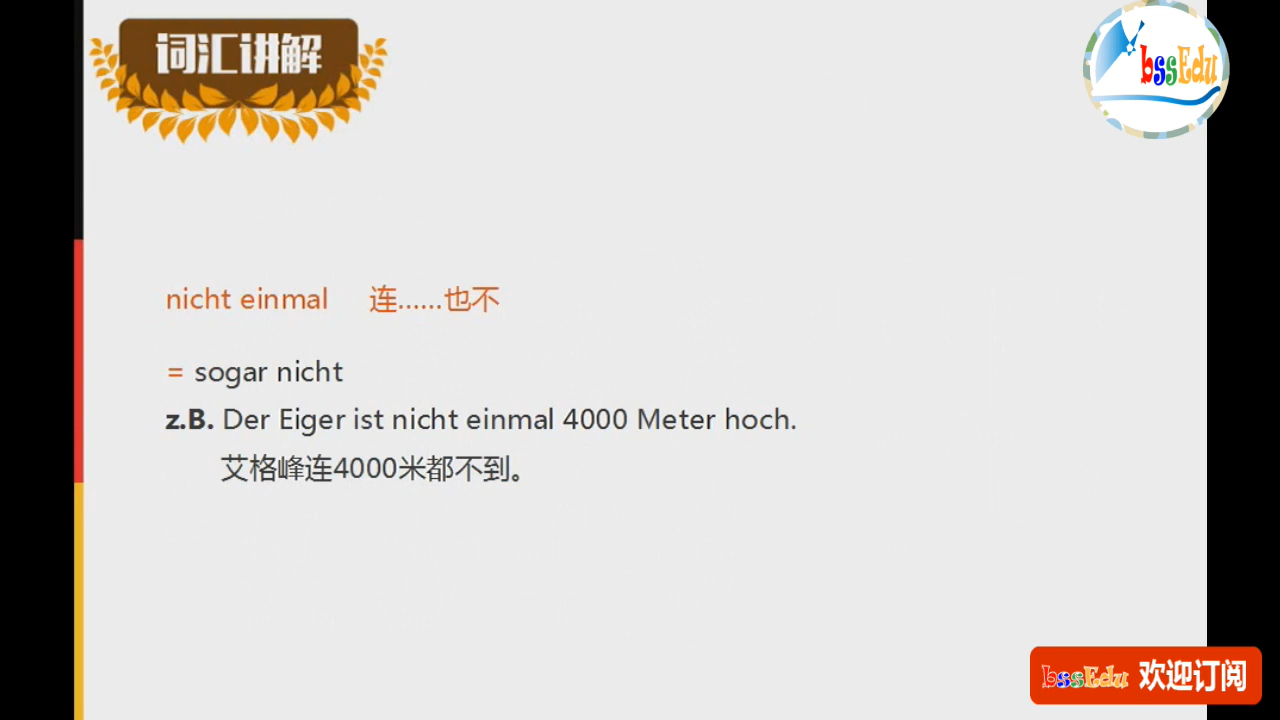 词汇讲解
bssEdu
nicht einmal 连……也不
= sogar nicht
z.B. Der Eiger ist nicht einmal 4000 Meter hoch.
艾格峰连4000米都不到。
bssEdu 欢迎订阅